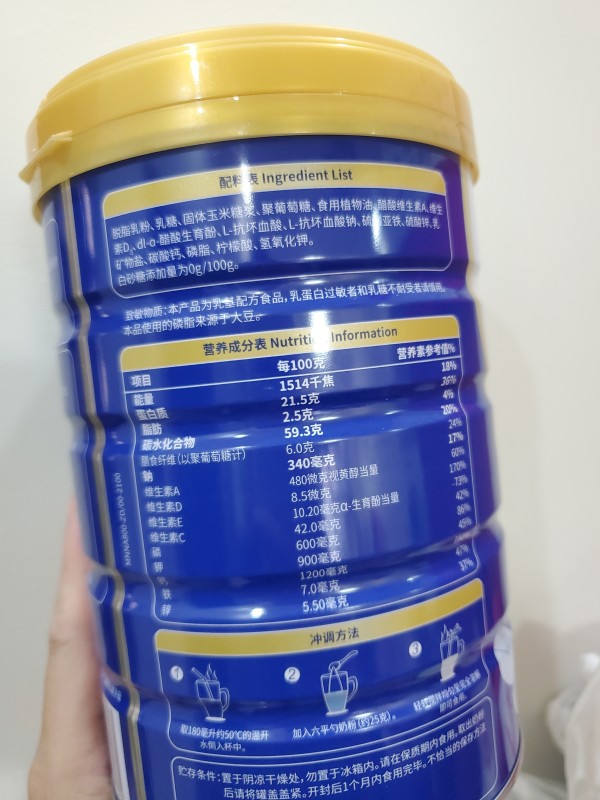 配料表 Ingredient List
脱脂乳粉、乳糖、固体玉米糖浆、聚葡萄糖、食用植物油、醋酸维生素A、维生
素D、dl-α-醋酸生育酚、L-抗坏血酸、L-抗坏血酸钠、硫酸亚铁、硫酸锌、乳
矿物盐、碳酸钙、磷脂、柠檬酸、氢氧化钾。
白砂糖添加量为0g/100g。
致敏物质：本产品为乳基配方食品，乳蛋白过敏者和乳糖不耐受者请慎用。
本品使用的磷脂来源于大豆。
营养成分表 Nutrition Information
项目 每100克 营养素参考值%
能量 1514千焦 18%
蛋白质 21.5克 36%
脂肪 2.5克 4%
碳水化合物 59.3克 20%
膳食纤维(以聚葡萄糖计) 6.0克 24%
钠 340毫克 17%
维生素A 480微克视黄醇当量 60%
维生素D 8.5微克 170%
维生素E 10.20毫克α-生育酚当量 73%
维生素C 42.0毫克 42%
磷 600毫克 86%
钾 900毫克 45%
钙 1200毫克
铁 7.0毫克 47%
锌 5.50毫克 37%
MNNA800-ZD/00-2100
冲调方法
1 2 3
取180毫升约50℃的温开
水倒入杯中。
加入六平勺奶粉(约25克)。
轻轻搅拌均匀至完全溶解
即可食用。
贮存条件：置于阴凉干燥处，勿置于冰箱内。请在保质期内食用。取出奶粉
后请将罐盖盖紧。开封后1个月内食用完毕。不恰当的保存方法